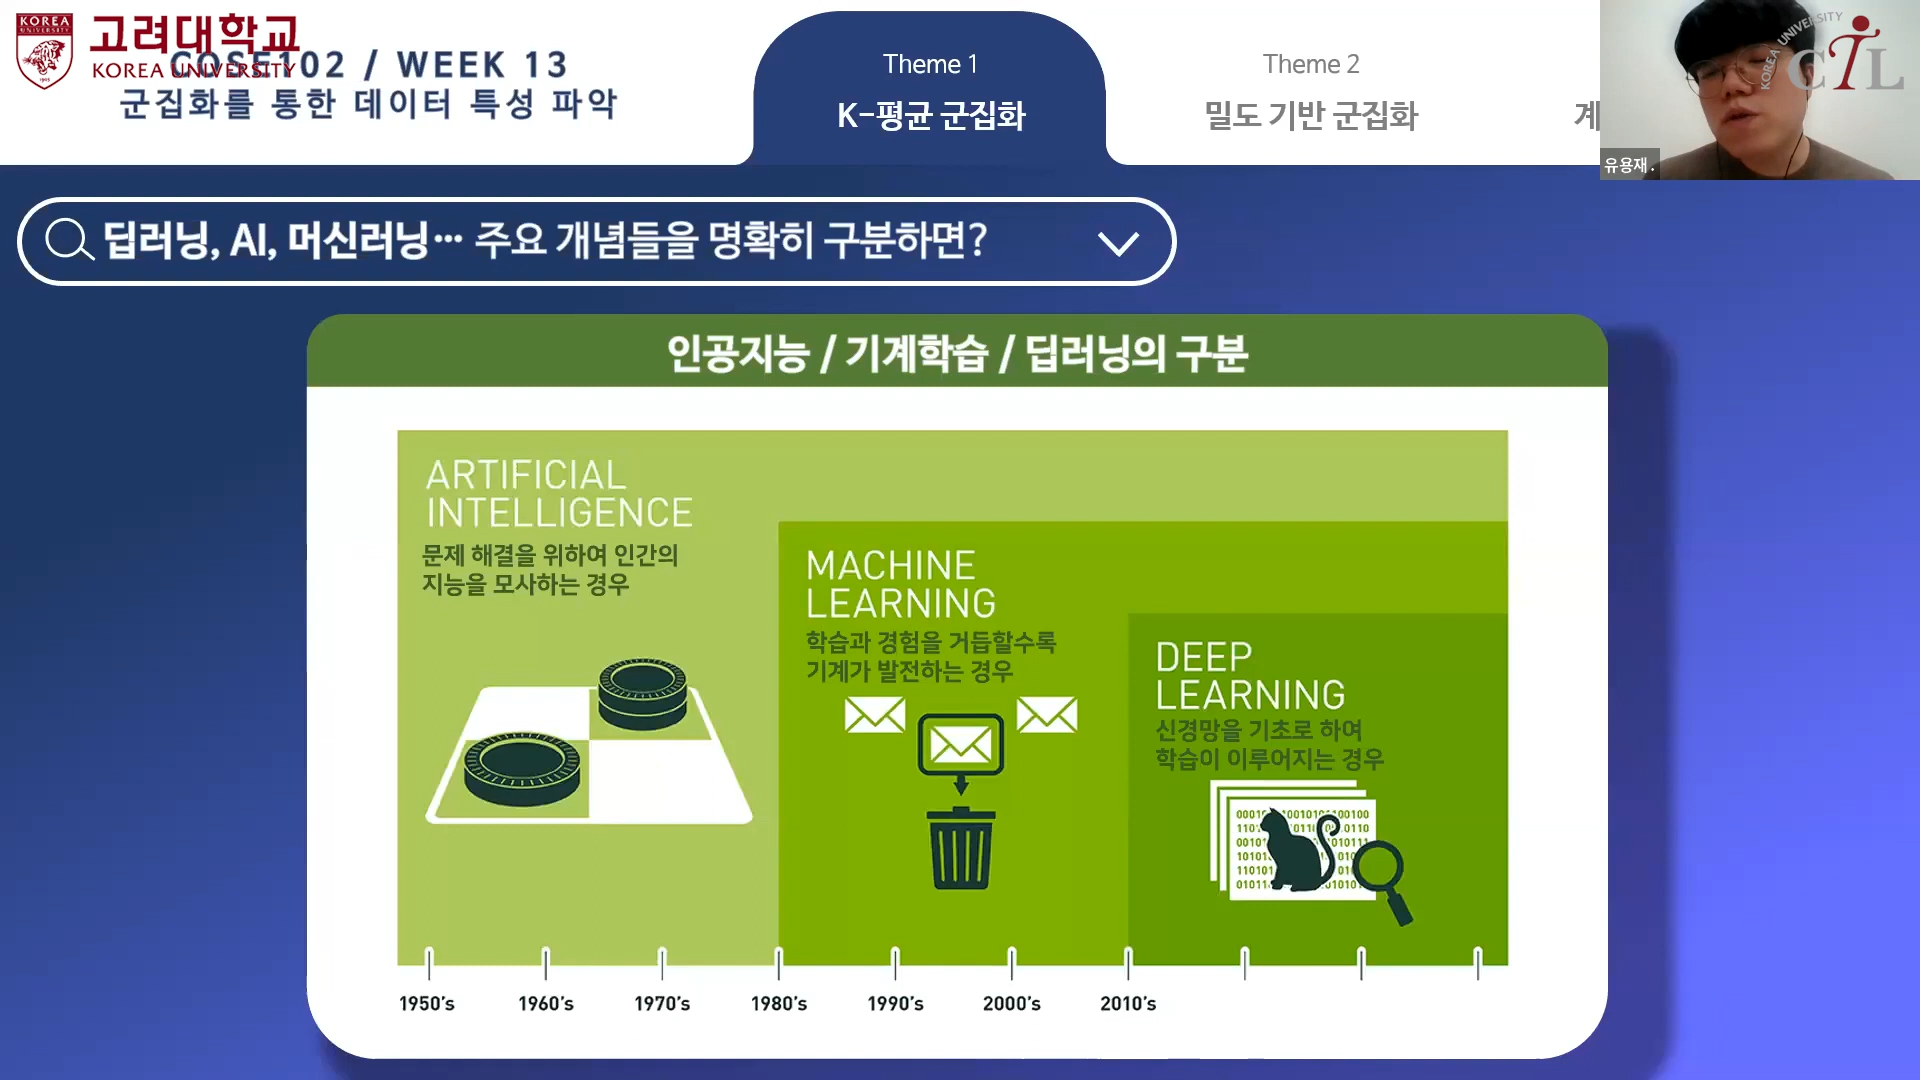 KOREA
UNIVERSITY
1905
고려대학교
KOREA UNIVERSITY
COSE102 / WEEK 13
군집화를 통한 데이터 특성 파악
Theme 1
K-평균 군집화
Theme 2
밀도 기반 군집화
계
KOREA UNIVERSITY
CTL
유용재.
딥러닝, AI, 머신러닝… 주요 개념들을 명확히 구분하면?
인공지능 / 기계학습 / 딥러닝의 구분
ARTIFICIAL
INTELLIGENCE
문제 해결을 위하여 인간의
지능을 모사하는 경우
MACHINE
LEARNING
학습과 경험을 거듭할수록
기계가 발전하는 경우
DEEP
LEARNING
신경망을 기초로 하여
학습이 이루어지는 경우
1950's 1960's 1970's 1980's 1990's 2000's 2010's